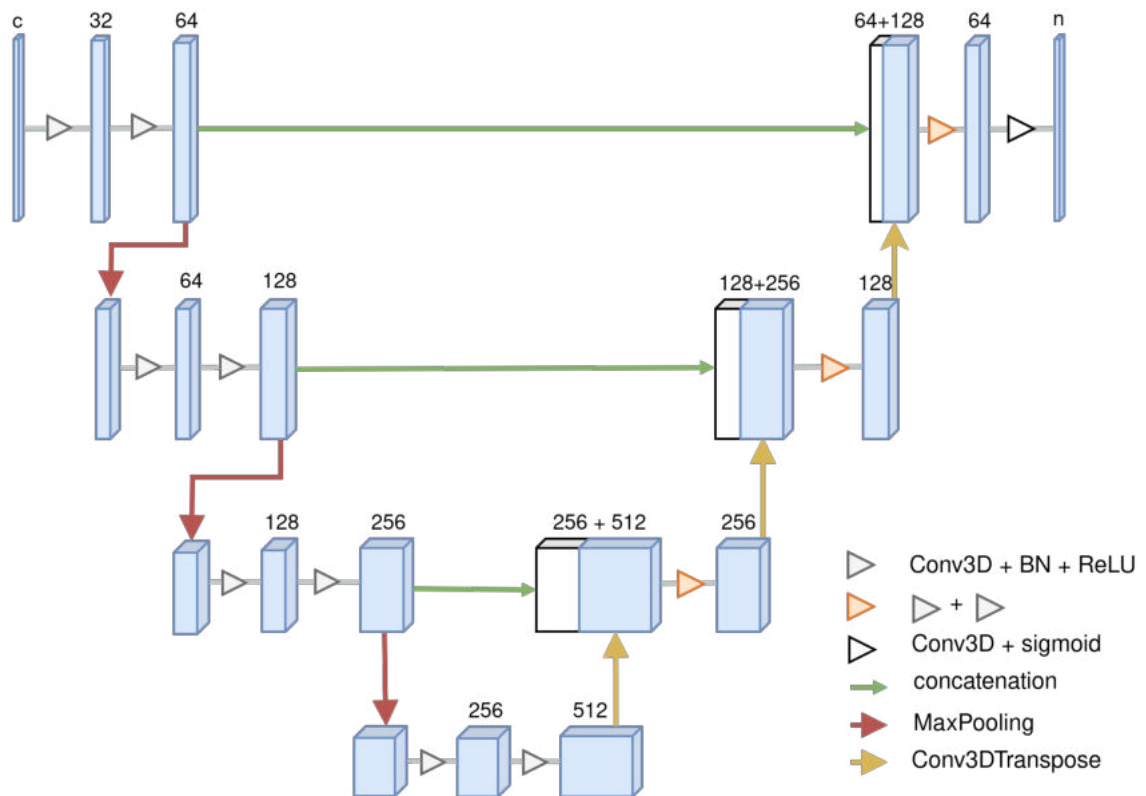 c 32 64 64+128 64 n
64 128 128+256 128
128 256 256 + 512 256
256 512
Conv3D + BN + ReLU
+
Conv3D + sigmoid
concatenation
MaxPooling
Conv3DTranspose